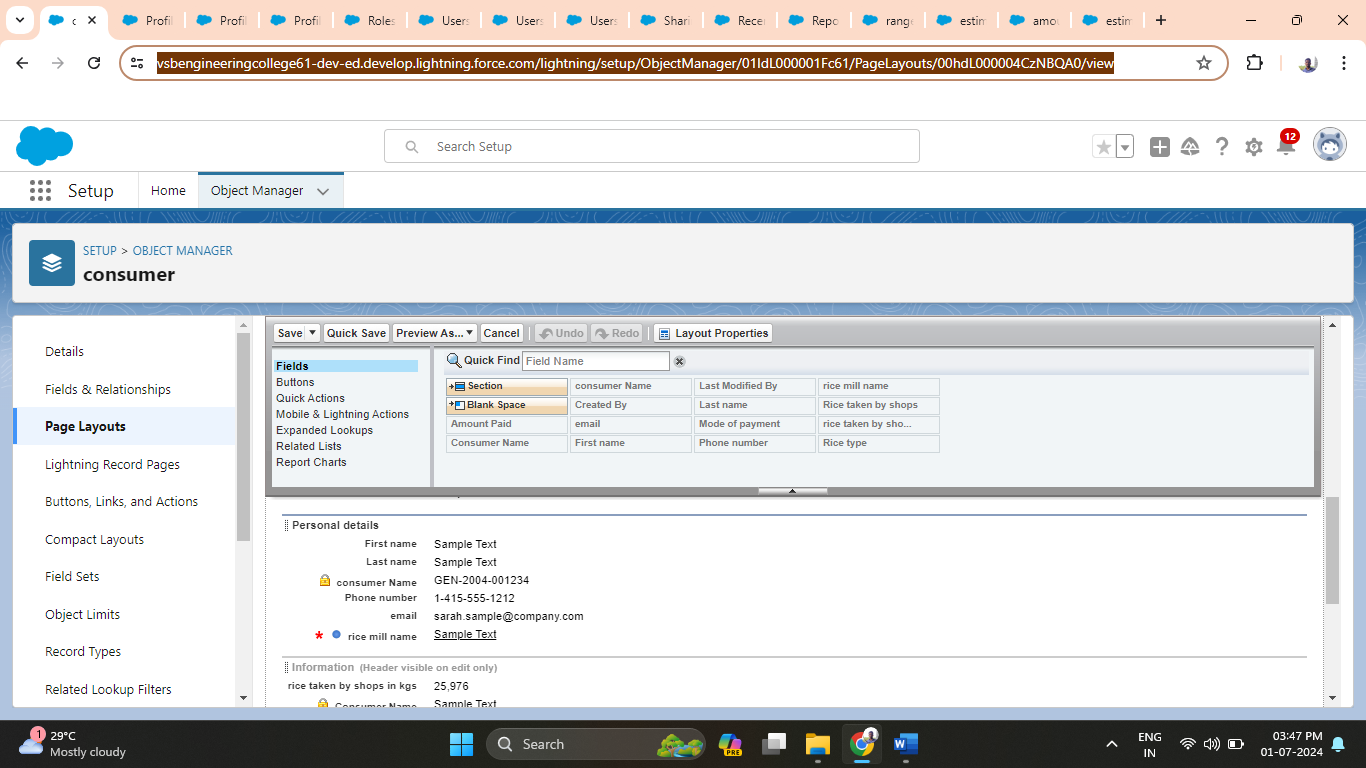 c
Profil
Profil
Profil
Roles
Users
Users
Users
Shari
Recen
Repo
range
estim
amou
estim
vsbengineeringcollege61-dev-ed.develop.lightning.force.com/lightning/setup/ObjectManager/01IdL000001Fc61/PageLayouts/00hdL000004CzNBQA0/view
Search Setup
12
Setup
Home
Object Manager
SETUP > OBJECT MANAGER
consumer
Details
Fields & Relationships
Page Layouts
Lightning Record Pages
Buttons, Links, and Actions
Compact Layouts
Field Sets
Object Limits
Record Types
Related Lookup Filters
Save Quick Save Preview As... Cancel Undo Redo Layout Properties
Fields
Buttons
Quick Actions
Mobile & Lightning Actions
Expanded Lookups
Related Lists
Report Charts
Quick Find Field Name
Section consumer Name Last Modified By rice mill name
Blank Space Created By Last name Rice taken by shops
Amount Paid email Mode of payment rice taken by sho...
Consumer Name First name Phone number Rice type
Personal details
First name Sample Text
Last name Sample Text
consumer Name GEN-2004-001234
Phone number 1-415-555-1212
email sarah.sample@company.com
* rice mill name Sample Text
Information (Header visible on edit only)
rice taken by shops in kgs 25,976
Consumer Name Sample Text
1
29°C
Mostly cloudy
Search
PRE
W
ENG
IN
03:47 PM
01-07-2024